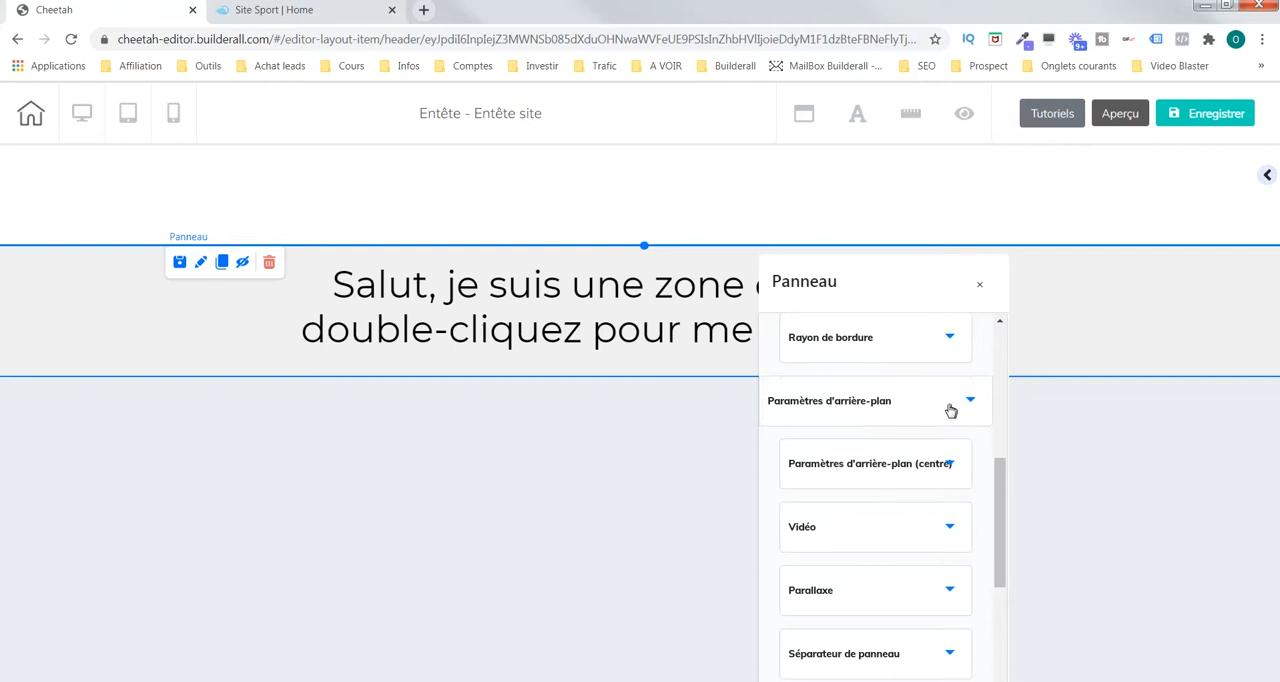 Cheetah
Site Sport | Home
cheetah-editor.builderall.com/#/editor-layout-item/header/eyJpdiI6InpIejZ3MWNSb085dXduOHNwaWVFeUE9PSIsInZhbHVlIjoieDdyM1F1dzBteFBNeFlyTj...
Applications
Affiliation
Outils
Achat leads
Cours
Infos
Comptes
Investir
Trafic
A VOIR
Builderall
MailBox Builderall -...
SEO
Prospect
Onglets courants
Video Blaster
»
Entête - Entête site
Tutoriels
Aperçu
Enregistrer
Panneau
Salut, je suis une zone
double-cliquez pour me
Panneau
Rayon de bordure
Paramètres d'arrière-plan
Paramètres d'arrière-plan (centre)
Vidéo
Parallaxe
Séparateur de panneau